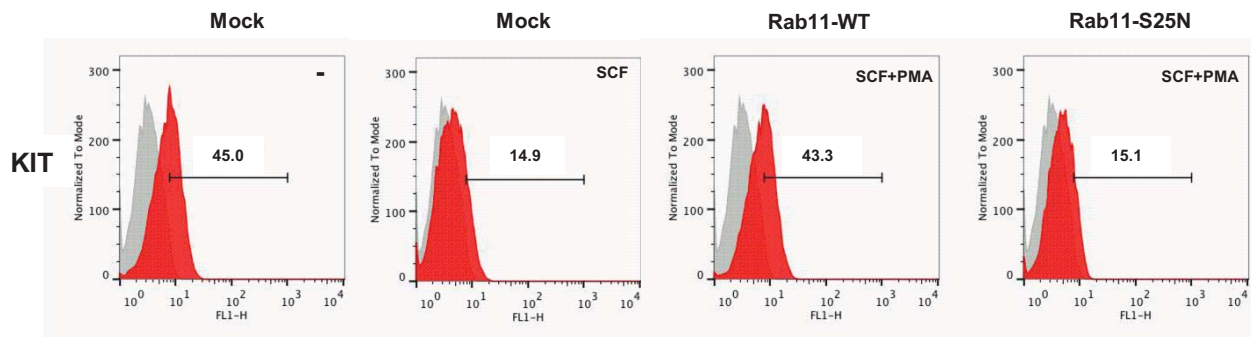 Mock Mock Rab11-WT Rab11-S25N
KIT
Normalized To Mode
300
200
100
0
-
45.0
10^0 10^1 10^2 10^3 10^4
FL1-H
Normalized To Mode
300
200
100
0
SCF
14.9
10^0 10^1 10^2 10^3 10^4
FL1-H
Normalized To Mode
300
200
100
0
SCF+PMA
43.3
10^0 10^1 10^2 10^3 10^4
FL1-H
Normalized To Mode
300
200
100
0
SCF+PMA
15.1
10^0 10^1 10^2 10^3 10^4
FL1-H